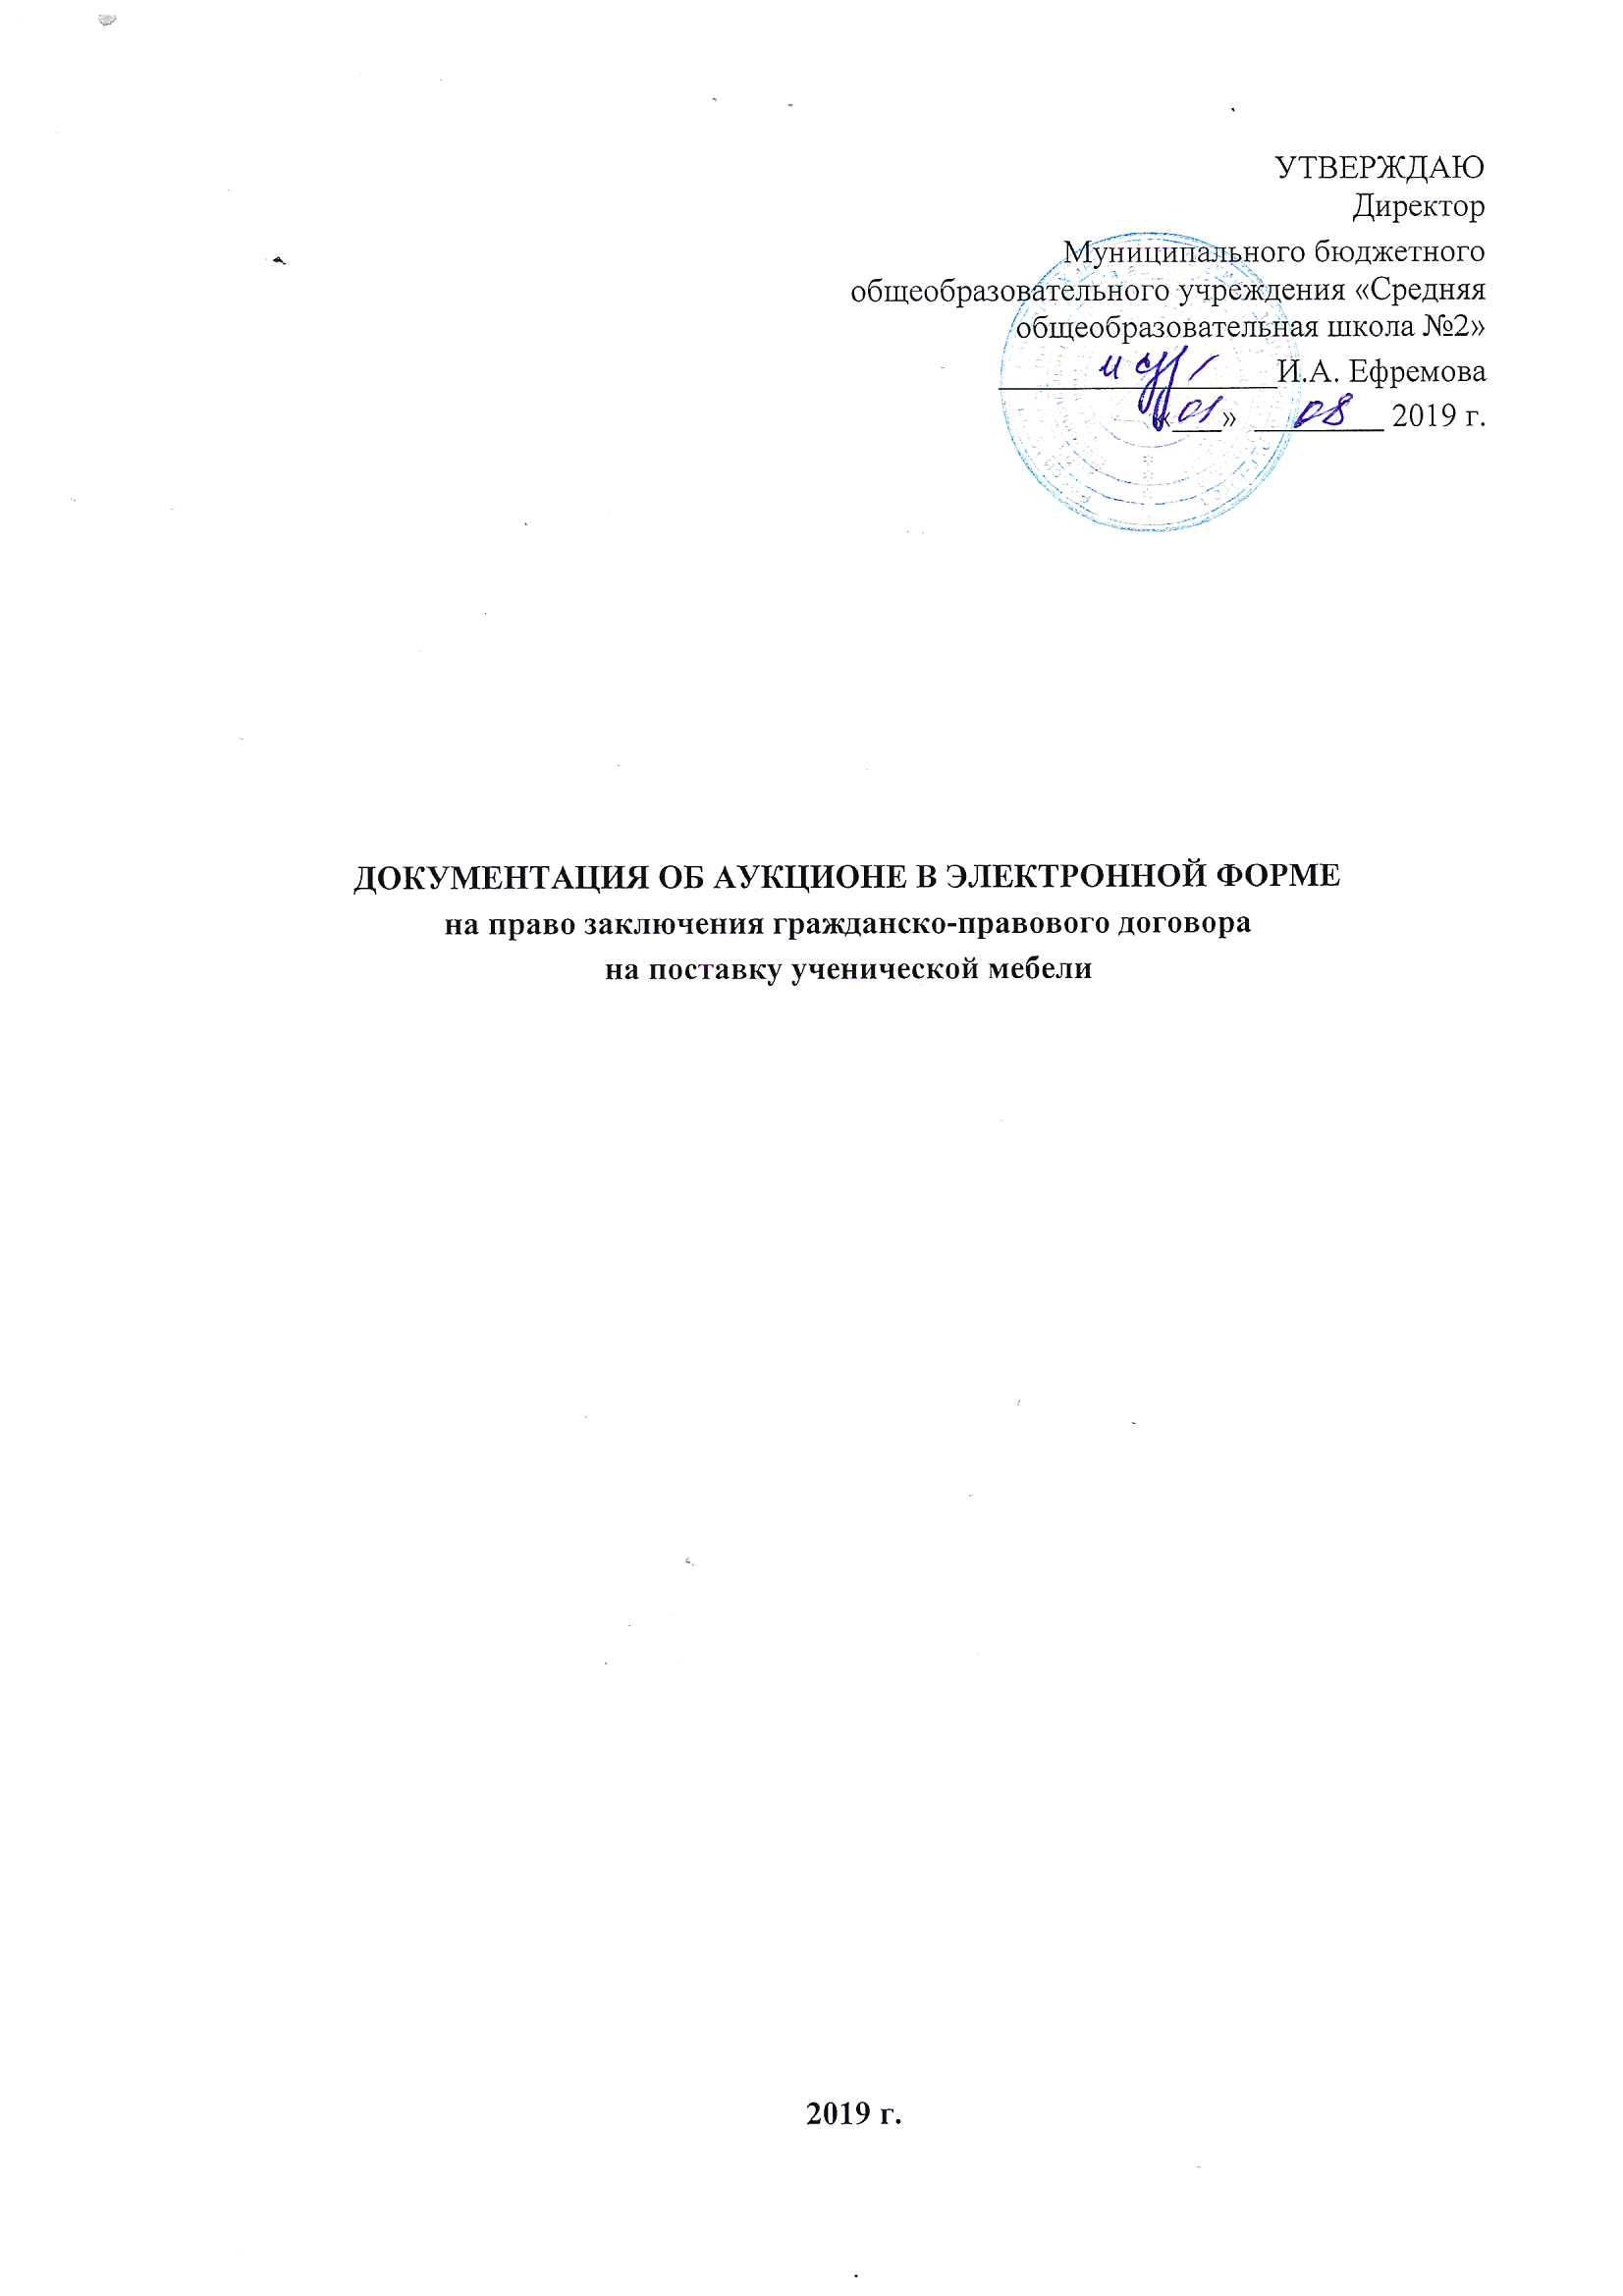 УТВЕРЖДАЮ
Директор
Муниципального бюджетного
общеобразовательного учреждения «Средняя
общеобразовательная школа №2»
И.А. Ефремова
«01» 08 2019 г.
ДОКУМЕНТАЦИЯ ОБ АУКЦИОНЕ В ЭЛЕКТРОННОЙ ФОРМЕ
на право заключения гражданско-правового договора
на поставку ученической мебели
2019 г.